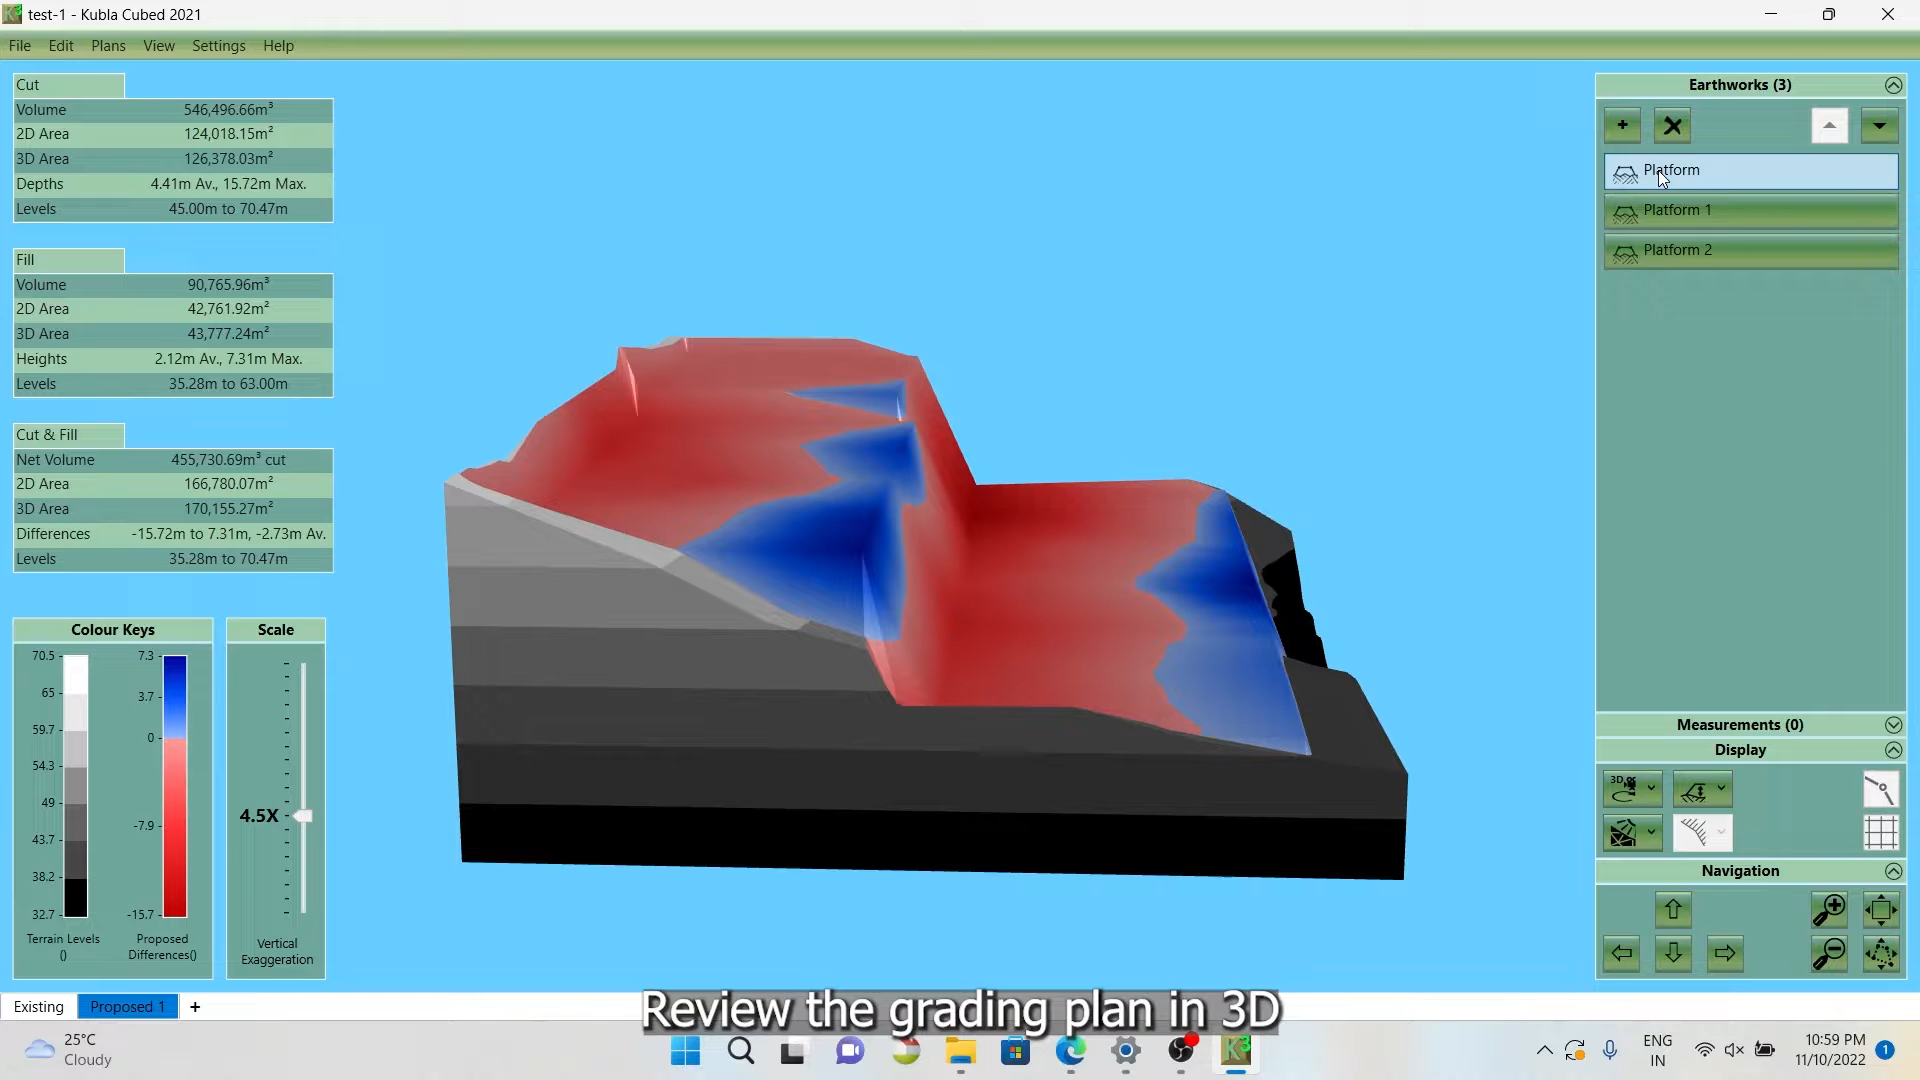 test-1 - Kubla Cubed 2021
File Edit Plans View Settings Help
Cut
Volume 546,496.66m³
2D Area 124,018.15m²
3D Area 126,378.03m²
Depths 4.41m Av., 15.72m Max.
Levels 45.00m to 70.47m
Fill
Volume 90,765.96m³
2D Area 42,761.92m²
3D Area 43,777.24m²
Heights 2.12m Av., 7.31m Max.
Levels 35.28m to 63.00m
Cut & Fill
Net Volume 455,730.69m³ cut
2D Area 166,780.07m²
3D Area 170,155.27m²
Differences -15.72m to 7.31m, -2.73m Av.
Levels 35.28m to 70.47m
Colour Keys
70.5
65
59.7
54.3
49
43.7
38.2
32.7
Terrain Levels
()
7.3
3.7
0
-7.9
-15.7
Proposed
Differences()
Scale
4.5X
Vertical
Exaggeration
Earthworks (3)
Platform
Platform 1
Platform 2
Measurements (0)
Display
3D
Navigation
Existing Proposed 1 +
Review the grading plan in 3D
25°C
Cloudy
ENG
IN
10:59 PM
11/10/2022
1